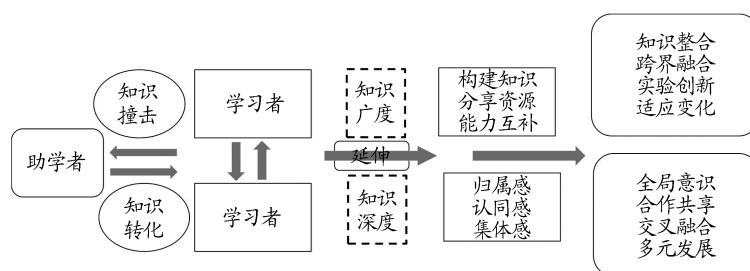 助学者
知识
撞击
知识
转化
学习者
学习者
知识
广度
延伸
知识
深度
构建知识
分享资源
能力互补
归属感
认同感
集体感
知识整合
跨界融合
实验创新
适应变化
全局意识
合作共享
交叉融合
多元发展